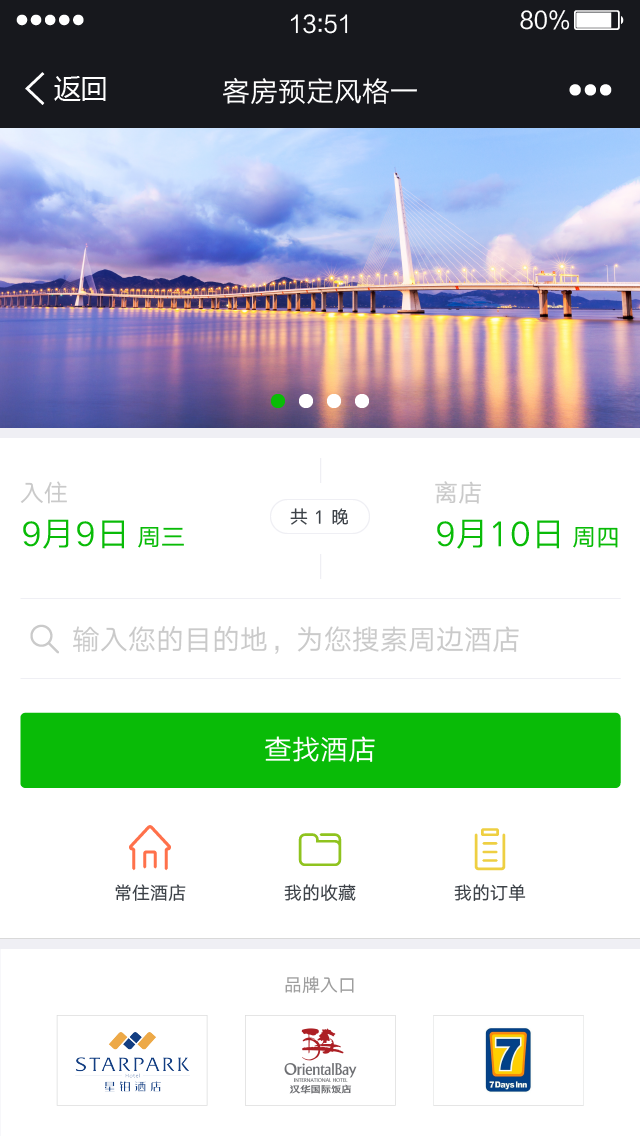 13:51
80%
返回
客房预定风格一
入住
离店
共 1 晚
9月9日 周三
9月10日 周四
输入您的目的地，为您搜索周边酒店
查找酒店
常住酒店
我的收藏
我的订单
品牌入口
STARPARK
Hotel
星铂酒店
OrientalBay
INTERNATIONAL HOTEL
汉华国际饭店
7
7 Days Inn